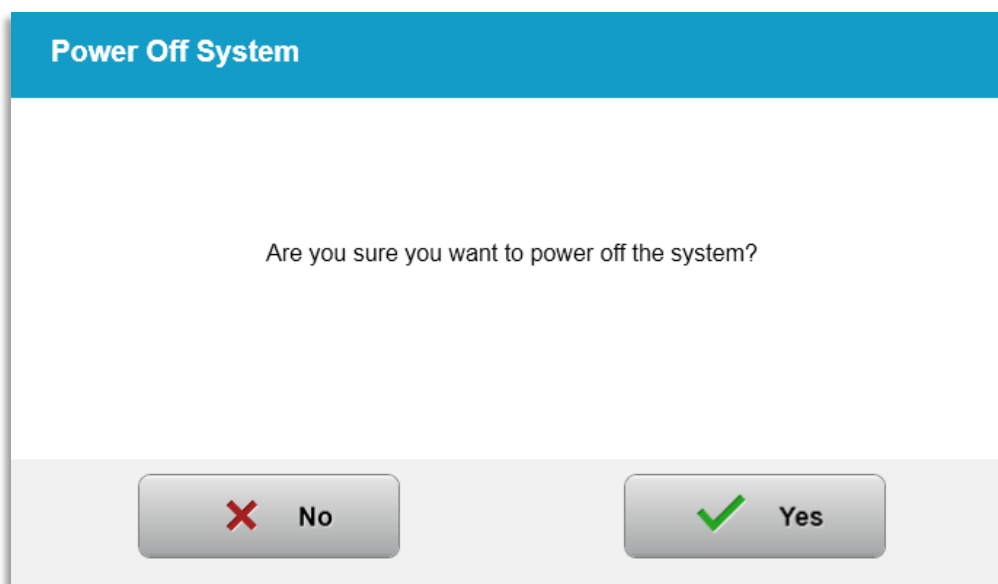 Power Off System
Are you sure you want to power off the system?
No
Yes